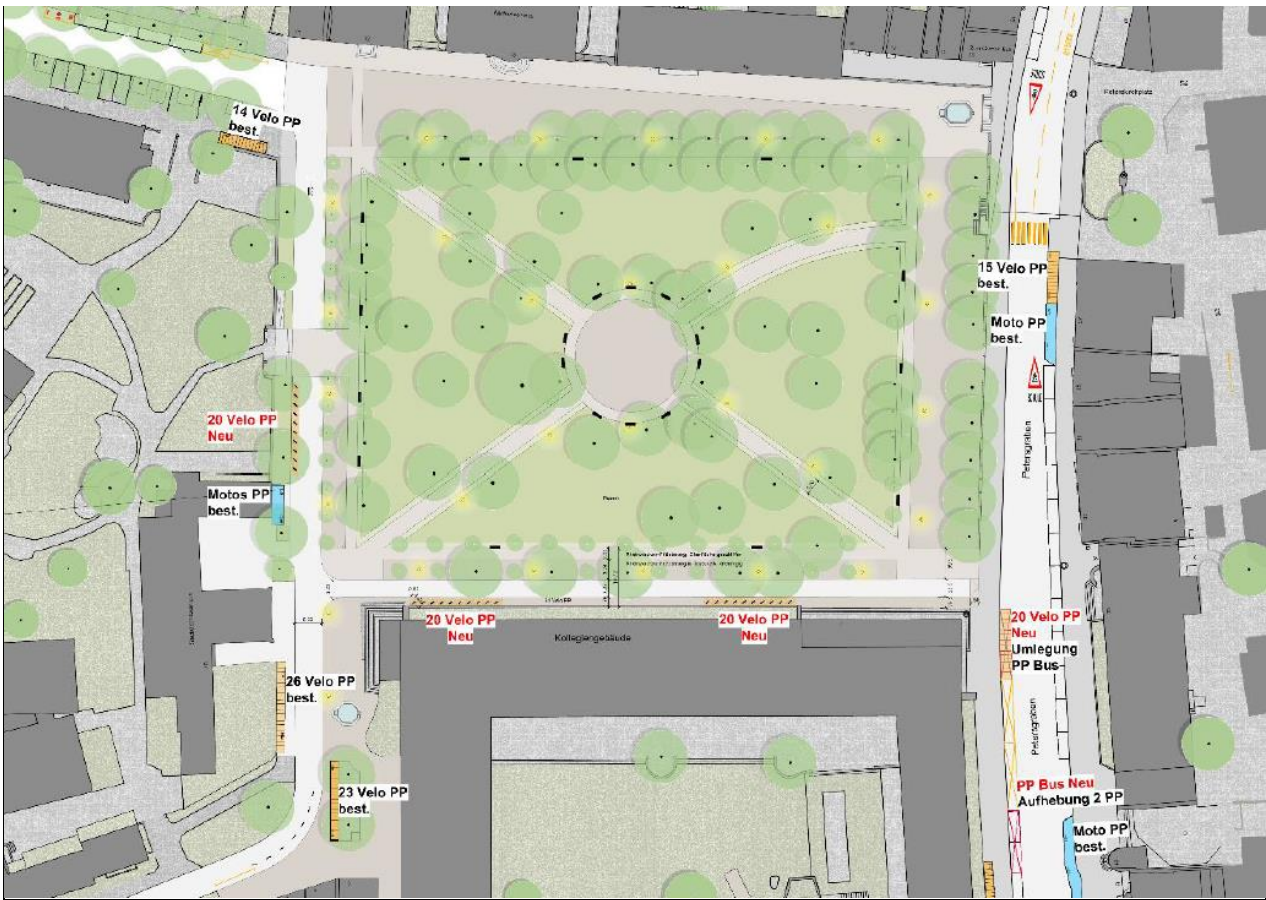 14 Velo PP
best.
15 Velo PP
best.
Moto PP
best.
Petersgraben
20 Velo PP
Neu
Motos PP
best.
20 Velo PP
Neu
20 Velo PP
Neu
Kollegiengebäude
20 Velo PP
Neu
Umlegung
PP Bus
26 Velo PP
best.
Petersgraben
23 Velo PP
best.
PP Bus Neu
Aufhebung 2 PP
Moto PP
best.